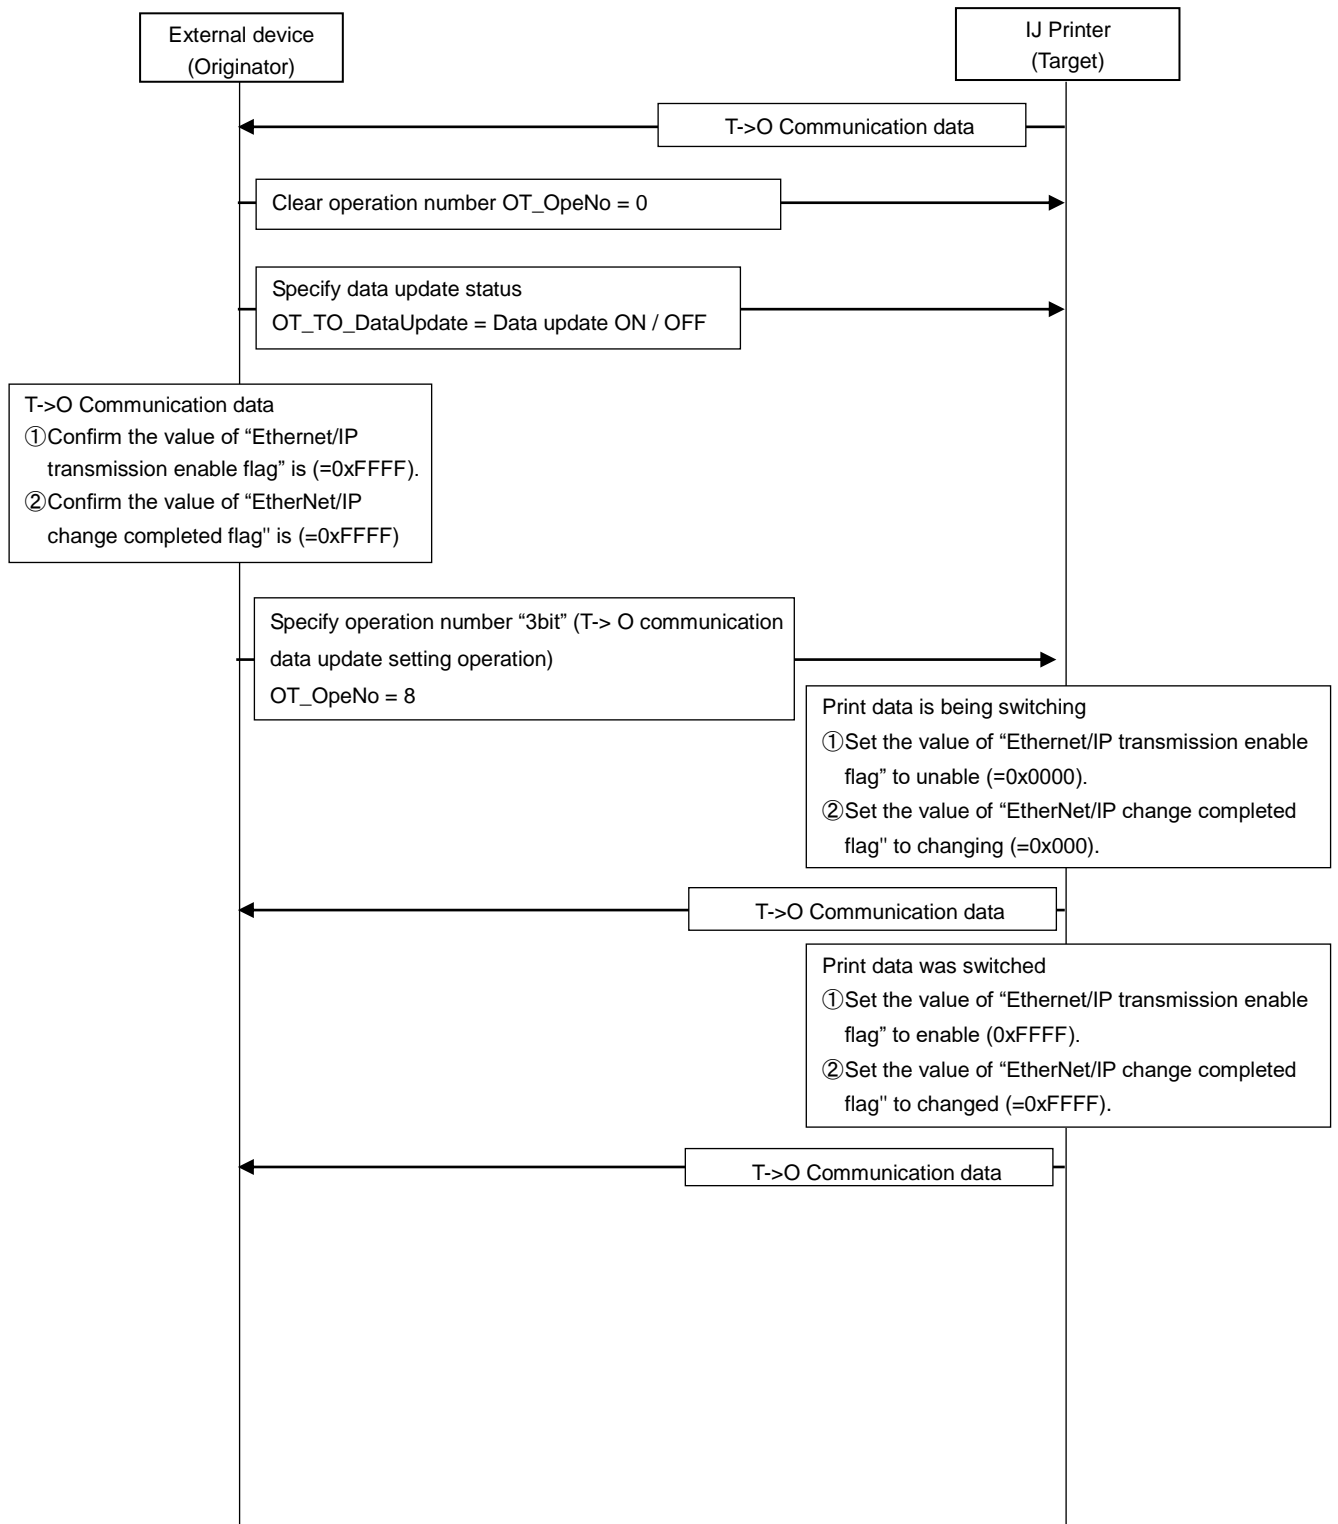 External device
(Originator)
IJ Printer
(Target)
T->O Communication data
Clear operation number OT_OpeNo = 0
Specify data update status
OT_TO_DataUpdate = Data update ON / OFF
T->O Communication data
①Confirm the value of “Ethernet/IP
transmission enable flag” is (=0xFFFF).
②Confirm the value of “EtherNet/IP
change completed flag" is (=0xFFFF)
Specify operation number “3bit” (T-> O communication
data update setting operation)
OT_OpeNo = 8
Print data is being switching
①Set the value of “Ethernet/IP transmission enable
flag” to unable (=0x0000).
②Set the value of “EtherNet/IP change completed
flag" to changing (=0x000).
T->O Communication data
Print data was switched
①Set the value of “Ethernet/IP transmission enable
flag” to enable (0xFFFF).
②Set the value of “EtherNet/IP change completed
flag" to changed (=0xFFFF).
T->O Communication data